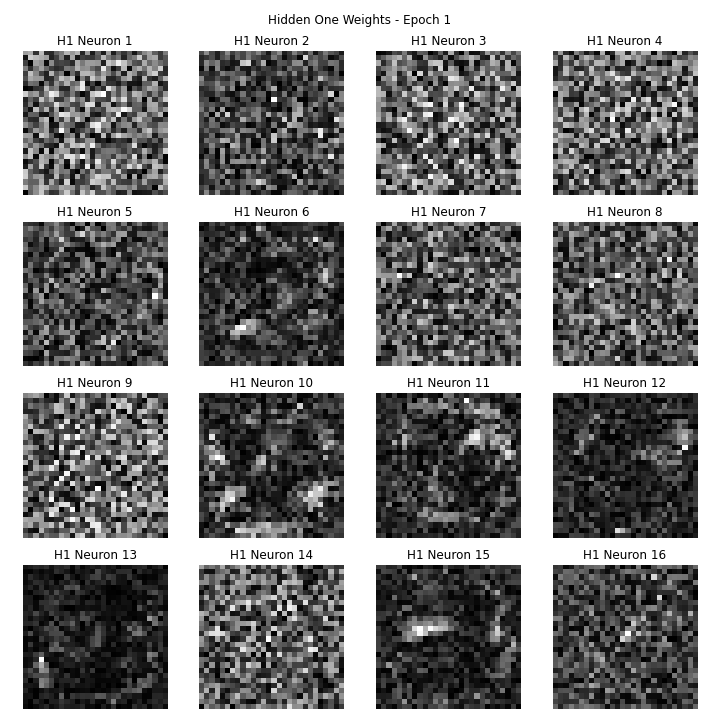 Hidden One Weights - Epoch 1
H1 Neuron 1
H1 Neuron 2
H1 Neuron 3
H1 Neuron 4
H1 Neuron 5
H1 Neuron 6
H1 Neuron 7
H1 Neuron 8
H1 Neuron 9
H1 Neuron 10
H1 Neuron 11
H1 Neuron 12
H1 Neuron 13
H1 Neuron 14
H1 Neuron 15
H1 Neuron 16